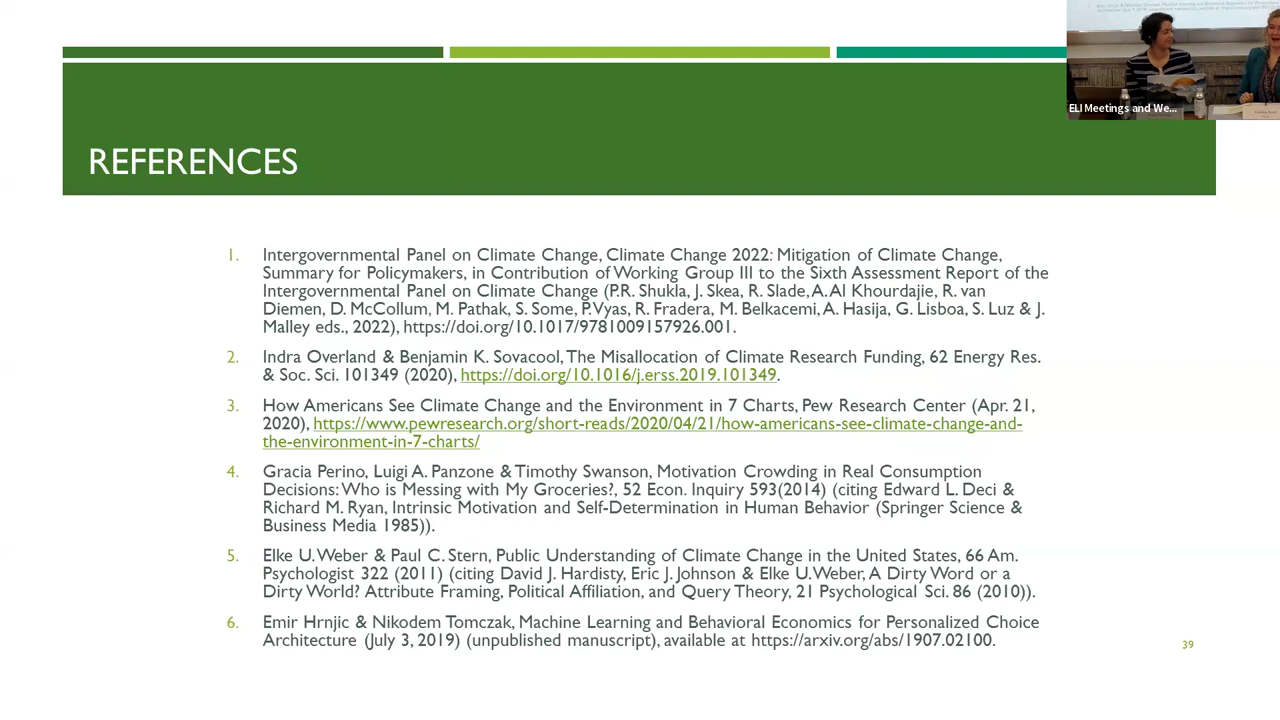 ELI Meetings and We...
REFERENCES
1. Intergovernmental Panel on Climate Change, Climate Change 2022: Mitigation of Climate Change,
Summary for Policymakers, in Contribution of Working Group III to the Sixth Assessment Report of the
Intergovernmental Panel on Climate Change (P.R. Shukla, J. Skea, R. Slade, A. Al Khourdajie, R. van
Diemen, D. McCollum, M. Pathak, S. Some, P. Vyas, R. Fradera, M. Belkacemi, A. Hasija, G. Lisboa, S. Luz & J.
Malley eds., 2022), https://doi.org/10.1017/9781009157926.001.
2. Indra Overland & Benjamin K. Sovacool, The Misallocation of Climate Research Funding, 62 Energy Res.
& Soc. Sci. 101349 (2020), https://doi.org/10.1016/j.erss.2019.101349.
3. How Americans See Climate Change and the Environment in 7 Charts, Pew Research Center (Apr. 21,
2020), https://www.pewresearch.org/short-reads/2020/04/21/how-americans-see-climate-change-and-
the-environment-in-7-charts/
4. Gracia Perino, Luigi A. Panzone & Timothy Swanson, Motivation Crowding in Real Consumption
Decisions: Who is Messing with My Groceries?, 52 Econ. Inquiry 593(2014) (citing Edward L. Deci &
Richard M. Ryan, Intrinsic Motivation and Self-Determination in Human Behavior (Springer Science &
Business Media 1985)).
5. Elke U. Weber & Paul C. Stern, Public Understanding of Climate Change in the United States, 66 Am.
Psychologist 322 (2011) (citing David J. Hardisty, Eric J. Johnson & Elke U. Weber, A Dirty Word or a
Dirty World? Attribute Framing, Political Affiliation, and Query Theory, 21 Psychological Sci. 86 (2010)).
6. Emir Hrnjic & Nikodem Tomczak, Machine Learning and Behavioral Economics for Personalized Choice
Architecture (July 3, 2019) (unpublished manuscript), available at https://arxiv.org/abs/1907.02100.
39